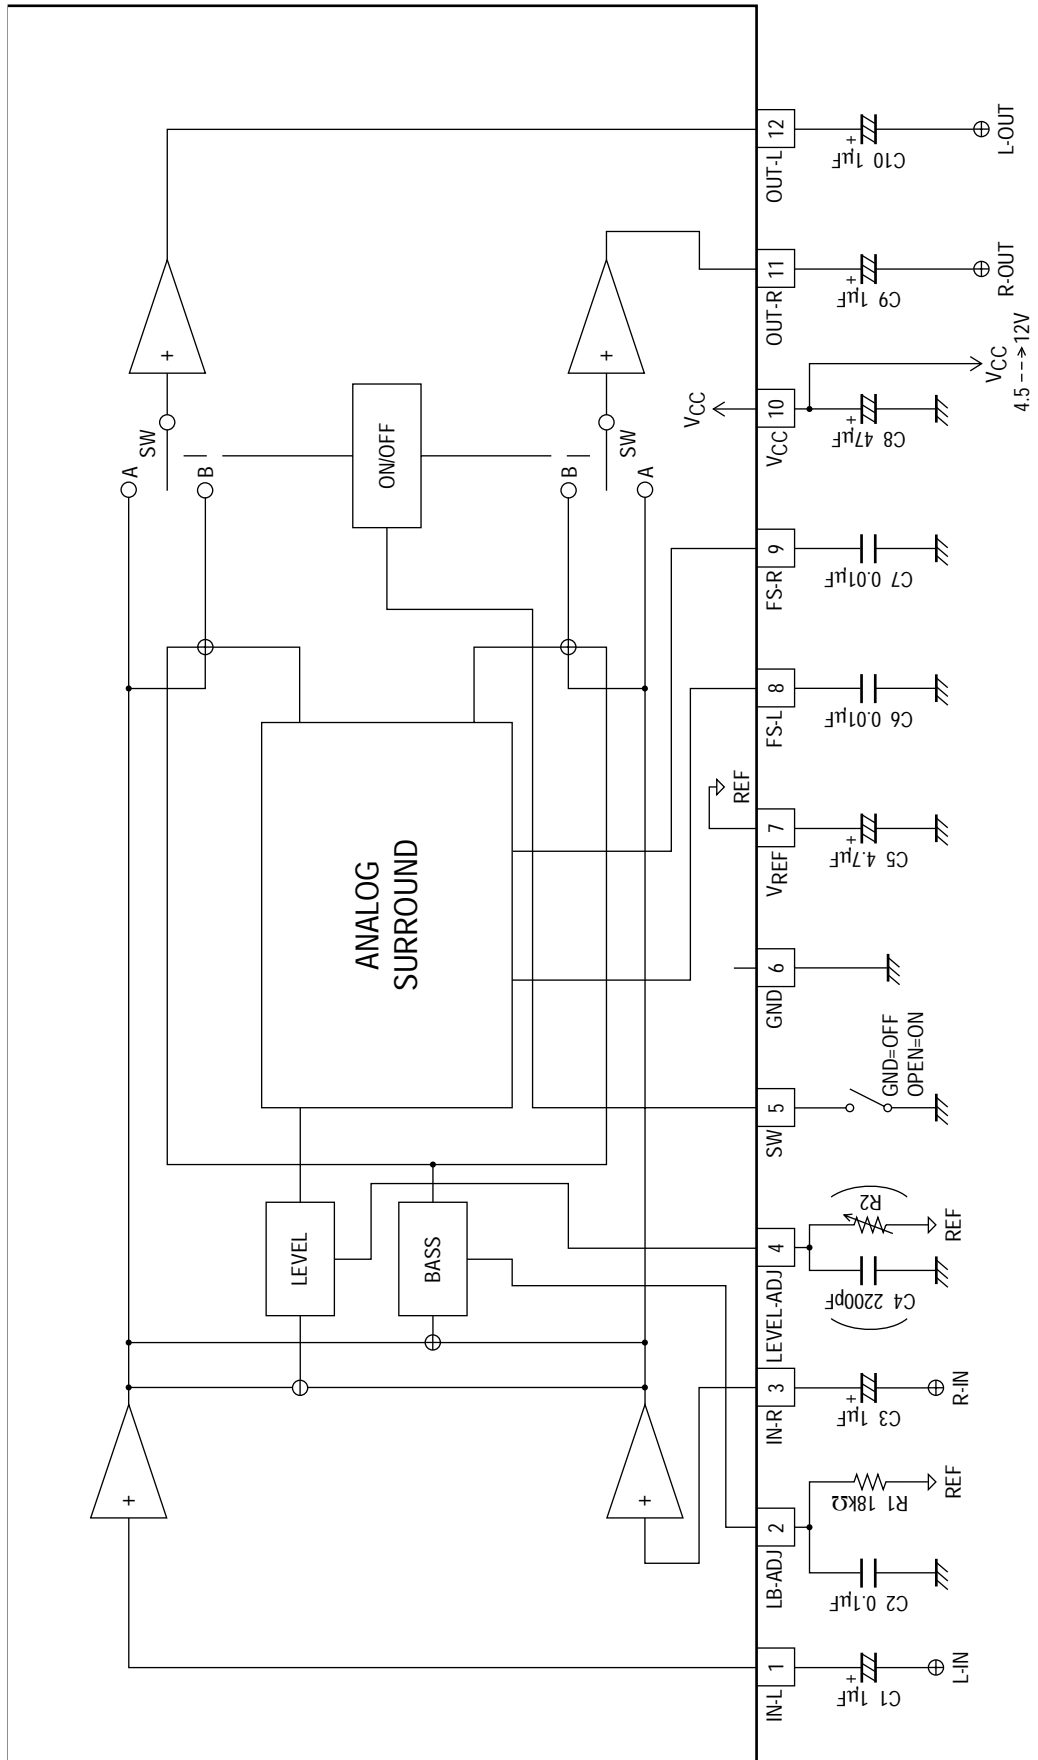 +
+
LEVEL
BASS
ANALOG
SURROUND
A
B
SW
ON/OFF
B
A
SW
+
+
1
IN-L
C1 1µF
+
L-IN
2
LB-ADJ
C2 0.1µF
R1 18kΩ
REF
3
IN-R
C3 1µF
+
R-IN
4
LEVEL-ADJ
C4 2200pF
R2
REF
5
SW
GND=OFF
OPEN=ON
6
GND
7
VREF
REF
C5 4.7µF
+
8
FS-L
C6 0.01µF
9
FS-R
C7 0.01µF
10
VCC
VCC
C8 47µF
+
VCC
4.5 --->12V
11
OUT-R
C9 1µF
+
R-OUT
12
OUT-L
C10 1µF
+
L-OUT